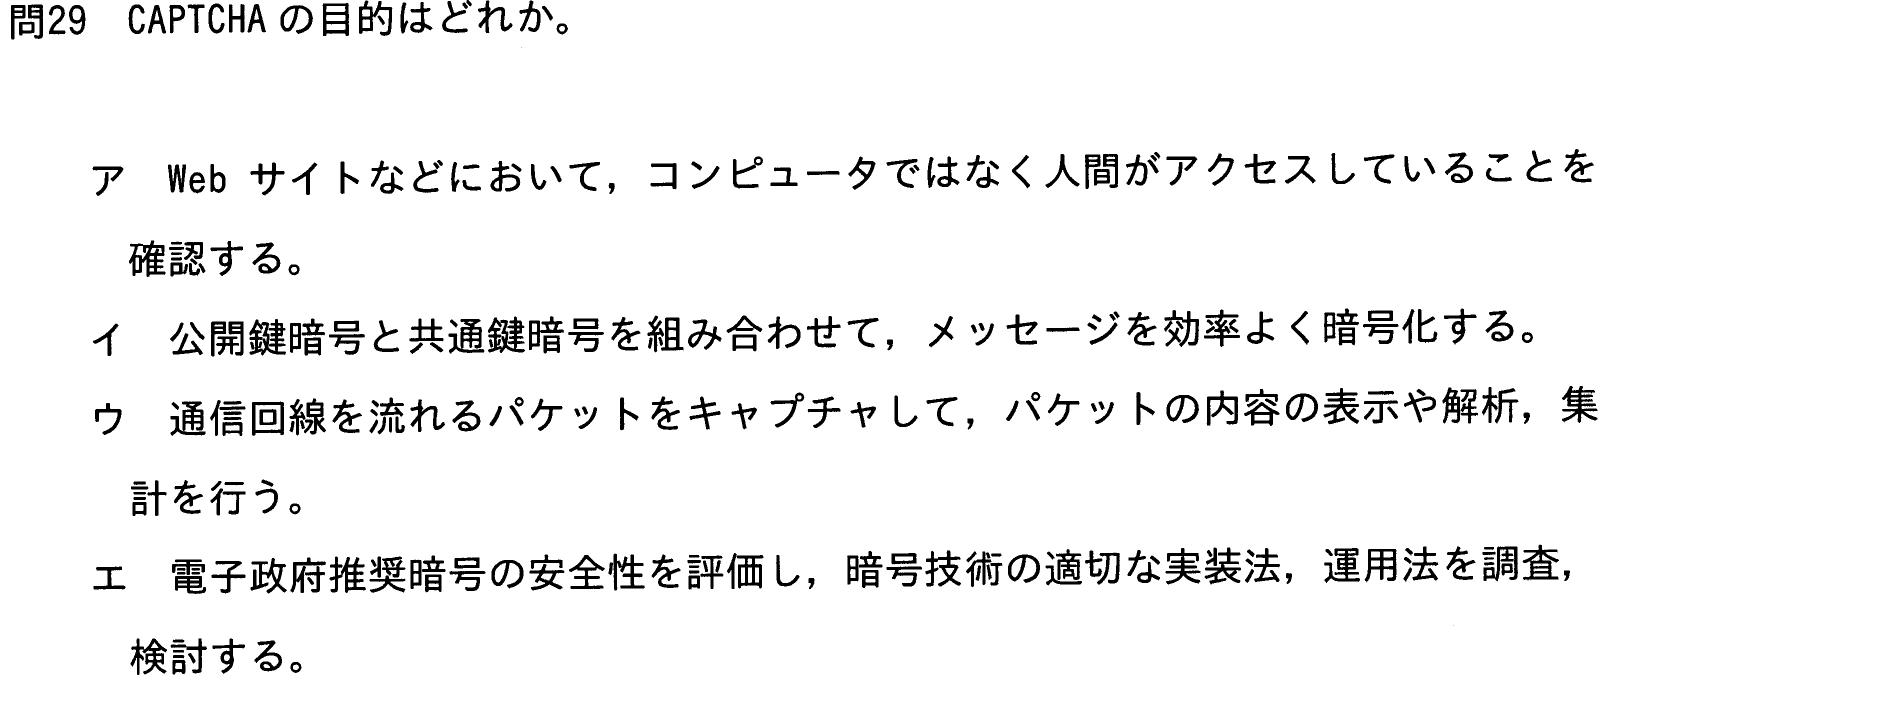 問29 CAPTCHA の目的はどれか。
ア Web サイトなどにおいて，コンピュータではなく人間がアクセスしていることを
確認する。
イ 公開鍵暗号と共通鍵暗号を組み合わせて，メッセージを効率よく暗号化する。
ウ 通信回線を流れるパケットをキャプチャして，パケットの内容の表示や解析，集
計を行う。
エ 電子政府推奨暗号の安全性を評価し，暗号技術の適切な実装法，運用法を調査，
検討する。